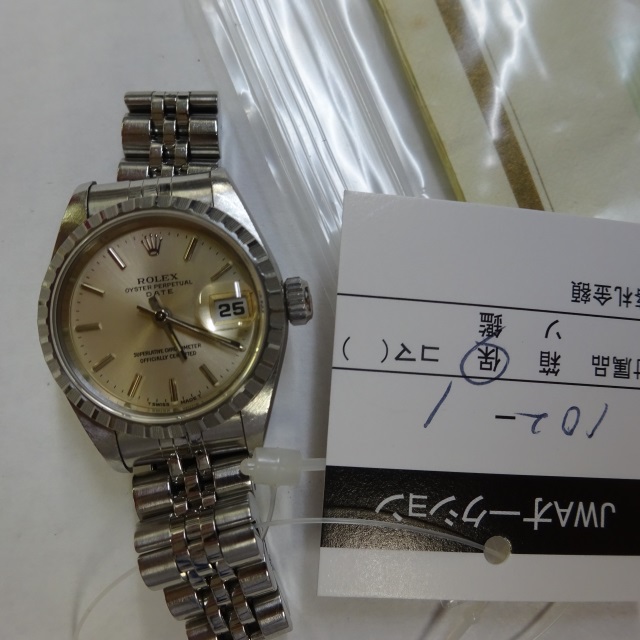 ROLEX
OYSTER PERPETUAL
DATE
25
SUPERLATIVE CHRONOMETER
OFFICIALLY CERTIFIED
JWAオークション
102-1
付属品 箱 保 コマ( )
ソ 鑑
札金額